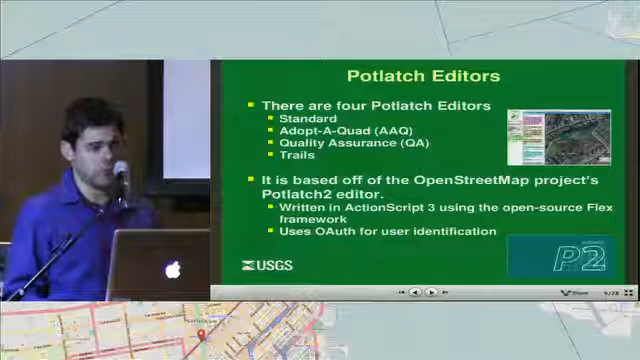 Potlatch Editors
There are four Potlatch Editors
Standard
Adopt-A-Quad (AAQ)
Quality Assurance (QA)
Trails
It is based off of the OpenStreetMap project's
Potlatch2 editor.
Written in ActionScript 3 using the open-source Flex
framework
Uses OAuth for user identification
USGS
P2